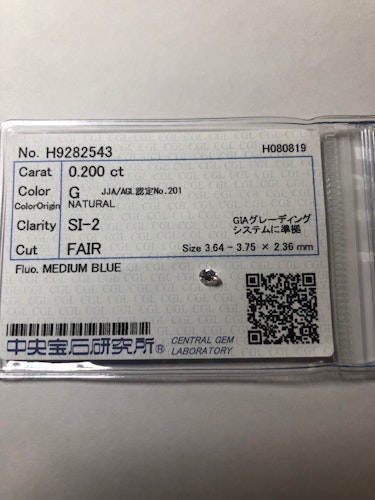 No. H9282543 H080819
Carat 0.200 ct
Color G JJA/AGL認定No.201
ColorOrigin NATURAL
Clarity SI-2 GIAグレーディング
システムに準拠
Cut FAIR Size 3.64 - 3.75 × 2.36 mm
Fluo. MEDIUM BLUE
中央宝石研究所® CENTRAL GEM
LABORATORY